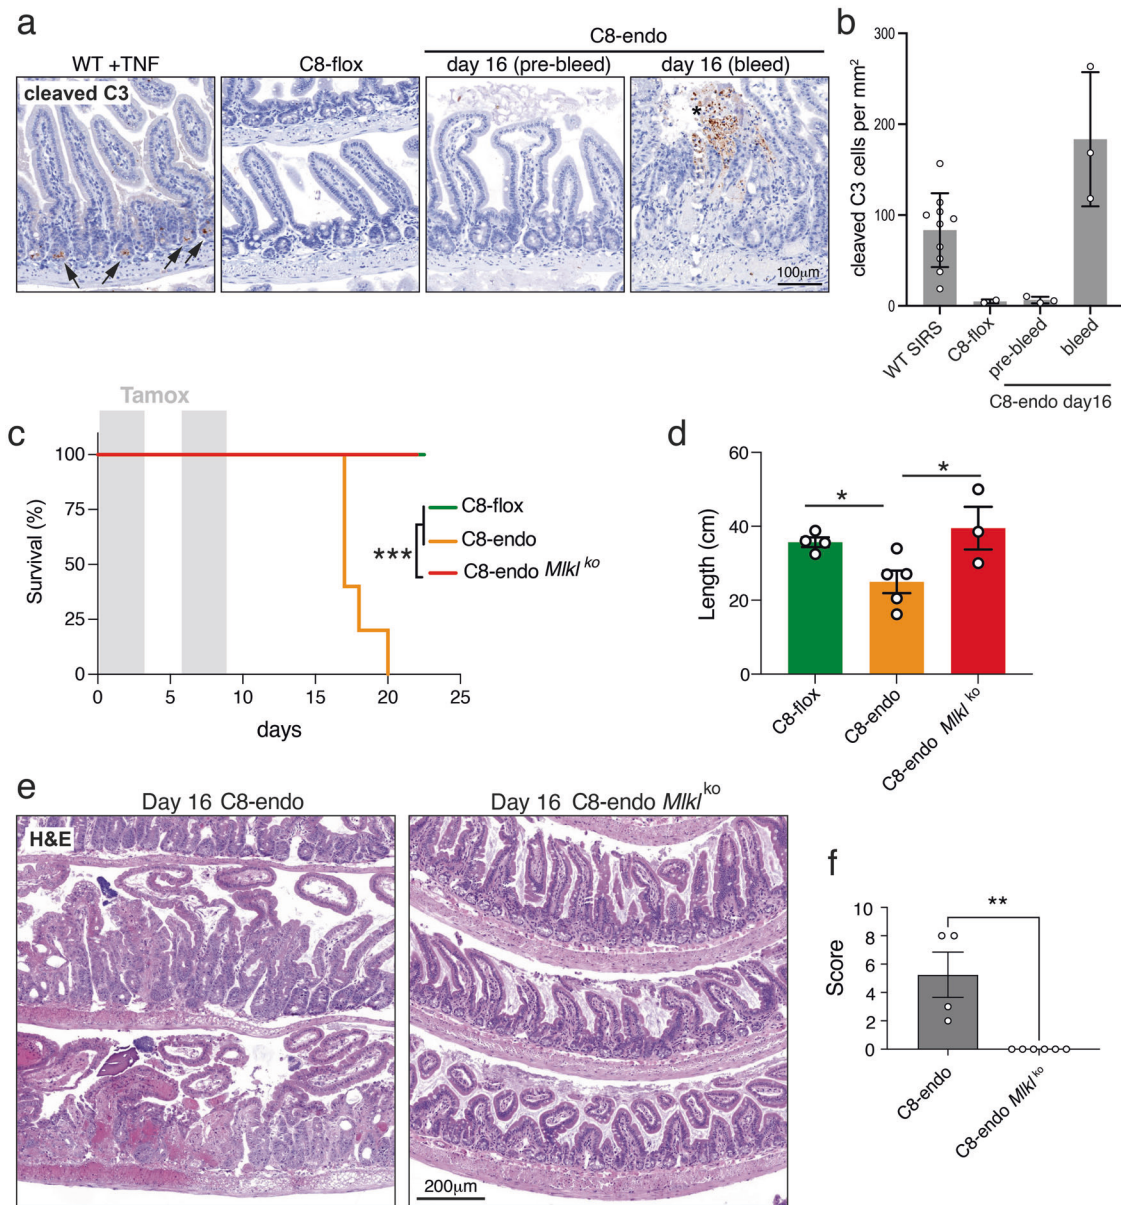 a
C8-endo
WT +TNF
C8-flox
day 16 (pre-bleed)
day 16 (bleed)
cleaved C3
*
100μm
b
cleaved C3 cells per mm²
300
200
100
0
WT SIRS
C8-flox
pre-bleed
bleed
C8-endo day16
c
Tamox
Survival (%)
100
75
50
25
0
0 5 10 15 20 25
days
C8-flox
C8-endo
C8-endo Mlkl ko
***
d
Length (cm)
60
40
20
0
*
*
C8-flox
C8-endo
C8-endo Mlkl ko
e
Day 16 C8-endo
Day 16 C8-endo Mlkl ko
H&E
200μm
f
Score
10
8
6
4
2
0
**
C8-endo
C8-endo Mlkl ko